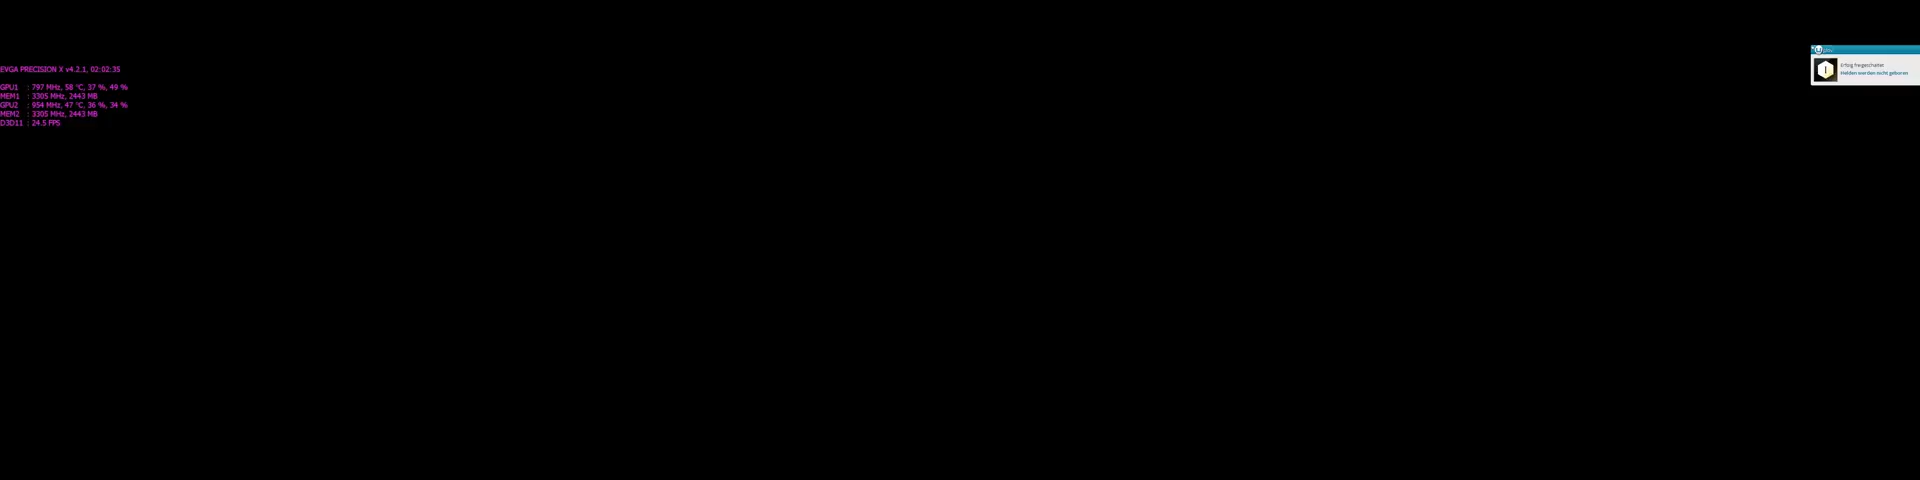 EVGA PRECISION X v4.2.1, 02:02:35
GPU1 : 797 MHz, 58 °C, 37 %, 49 %
MEM1 : 3305 MHz, 2443 MB
GPU2 : 954 MHz, 47 °C, 36 %, 34 %
MEM2 : 3305 MHz, 2443 MB
D3D11 : 24.5 FPS
Erfolg freigeschaltet
Helden werden nicht geboren